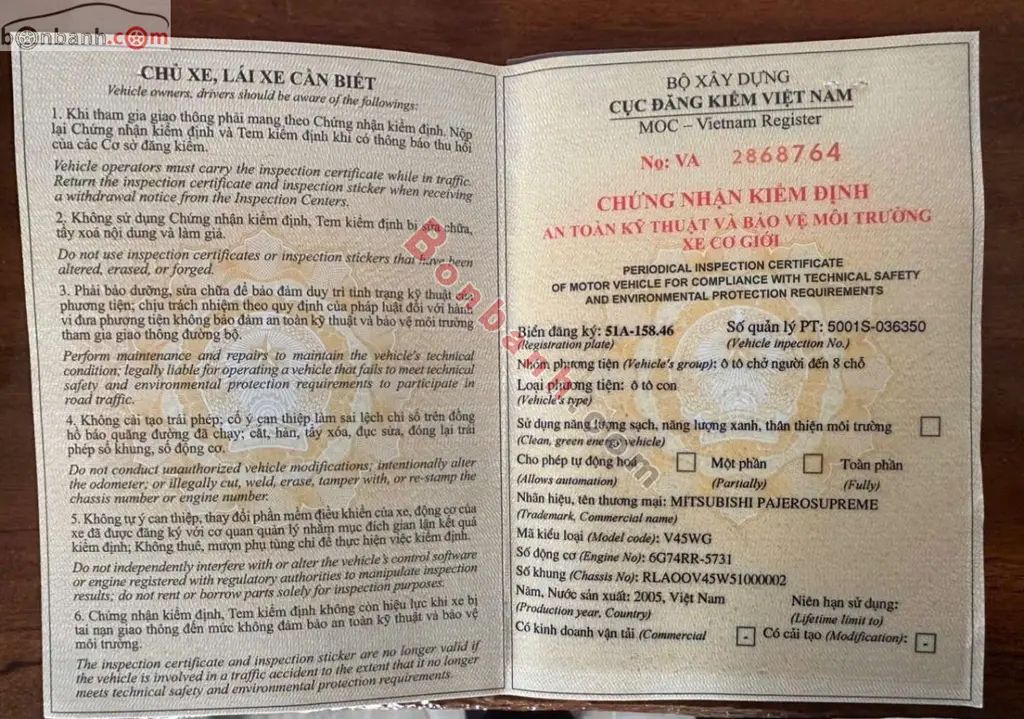 bonbanh.com
CHỦ XE, LÁI XE CẦN BIẾT
Vehicle owners, drivers should be aware of the followings:
1. Khi tham gia giao thông phải mang theo Chứng nhận kiểm định. Nộp
lại Chứng nhận kiểm định và Tem kiểm định khi có thông báo thu hồi
của các Cơ sở đăng kiểm.
Vehicle operators must carry the inspection certificate while in traffic.
Return the inspection certificate and inspection sticker when receiving
a withdrawal notice from the Inspection Centers.
2. Không sử dụng Chứng nhận kiểm định, Tem kiểm định bị sửa chữa,
tẩy xoá nội dung và làm giả.
Do not use inspection certificates or inspection stickers that have been
altered, erased, or forged.
3. Phải bảo dưỡng, sửa chữa để bảo đảm duy trì tình trạng kỹ thuật của
phương tiện; chịu trách nhiệm theo quy định của pháp luật đối với hành
vi đưa phương tiện không bảo đảm an toàn kỹ thuật và bảo vệ môi trường
tham gia giao thông đường bộ.
Perform maintenance and repairs to maintain the vehicle's technical
condition; legally liable for operating a vehicle that fails to meet technical
safety and environmental protection requirements to participate in
road traffic.
4. Không cải tạo trái phép; cố ý can thiệp làm sai lệch chỉ số trên đồng
hồ báo quãng đường đã chạy; cắt, hàn, tẩy xóa, đục sửa, đóng lại trái
phép số khung, số động cơ.
Do not conduct unauthorized vehicle modifications; intentionally alter
the odometer; or illegally cut, weld, erase, tamper with, or re-stamp the
chassis number or engine number.
5. Không tự ý can thiệp, thay đổi phần mềm điều khiển của xe, động cơ của
xe đã được đăng ký với cơ quan quản lý nhằm mục đích gian lận kết quả
kiểm định; Không thuê, mượn phụ tùng chỉ để thực hiện việc kiểm định.
Do not independently interfere with or alter the vehicle's control software
or engine registered with regulatory authorities to manipulate inspection
results; do not rent or borrow parts solely for inspection purposes.
6. Chứng nhận kiểm định, Tem kiểm định không còn hiệu lực khi xe bị
tai nạn giao thông đến mức không đảm bảo an toàn kỹ thuật và bảo vệ
môi trường.
The inspection certificate and inspection sticker are no longer valid if
the vehicle is involved in a traffic accident to the extent that it no longer
meets technical safety and environmental protection requirements.
BỘ XÂY DỰNG
CỤC ĐĂNG KIỂM VIỆT NAM
MOC – Vietnam Register
No: VA 2868764
CHỨNG NHẬN KIỂM ĐỊNH
AN TOÀN KỸ THUẬT VÀ BẢO VỆ MÔI TRƯỜNG
XE CƠ GIỚI
PERIODICAL INSPECTION CERTIFICATE
OF MOTOR VEHICLE FOR COMPLIANCE WITH TECHNICAL SAFETY
AND ENVIRONMENTAL PROTECTION REQUIREMENTS
Biển đăng ký: 51A-158.46 Số quản lý PT: 5001S-036350
(Registration plate) (Vehicle inspection No.)
Nhóm phương tiện (Vehicle's group): ô tô chở người đến 8 chỗ
Loại phương tiện: ô tô con
(Vehicle's type)
Sử dụng năng lượng sạch, năng lượng xanh, thân thiện môi trường
(Clean, green energy vehicle)
Cho phép tự động hoá Một phần Toàn phần
(Allows automation) (Partially) (Fully)
Nhãn hiệu, tên thương mại: MITSUBISHI PAJEROSUPREME
(Trademark, Commercial name)
Mã kiểu loại (Model code): V45WG
Số động cơ (Engine No): 6G74RR-5731
Số khung (Chassis No): RLAOOV45W51000002
Năm, Nước sản xuất: 2005, Việt Nam Niên hạn sử dụng:
(Production year, Country) (Lifetime limit to)
Có kinh doanh vận tải (Commercial - Có cải tạo (Modification): -
Bonbanh.com